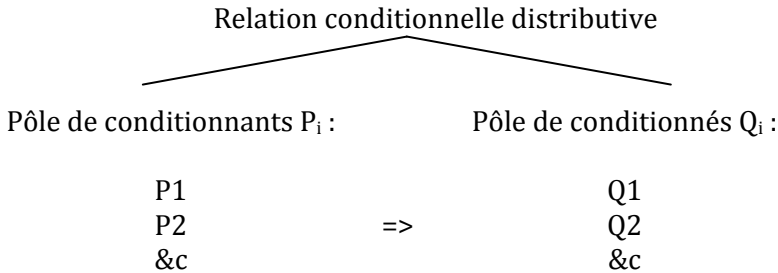 Relation conditionnelle distributive
Pôle de conditionnants Pi : Pôle de conditionnés Qi :
P1 Q1
P2 => Q2
&c &c